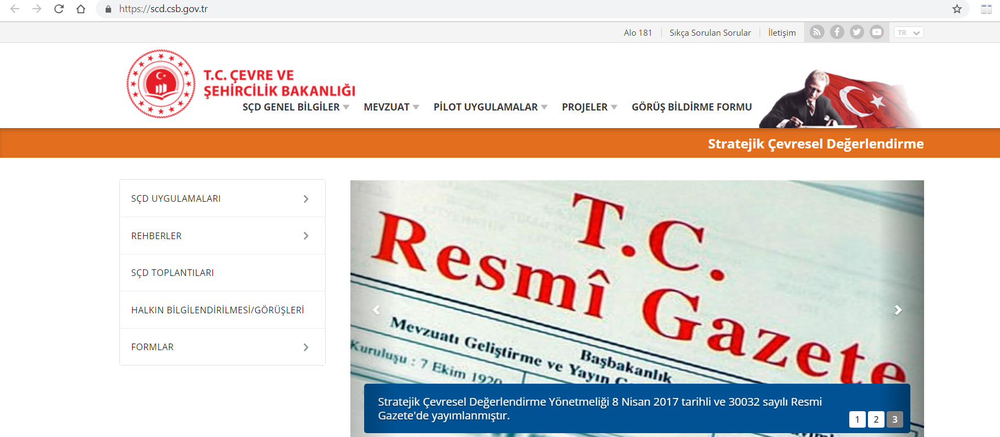 https://scd.csb.gov.tr
Alo 181
Sıkça Sorulan Sorular
İletişim
TR
T.C. ÇEVRE VE
ŞEHİRCİLİK BAKANLIĞI
SÇD GENEL BİLGİLER
MEVZUAT
PİLOT UYGULAMALAR
PROJELER
GÖRÜŞ BİLDİRME FORMU
Stratejik Çevresel Değerlendirme
SÇD UYGULAMALARI
REHBERLER
SÇD TOPLANTILARI
HALKIN BİLGİLENDİRİLMESİ/GÖRÜŞLERİ
FORMLAR
T.C.
Resmî Gazete
Başbakanlık
Mevzuatı Geliştirme ve Yayın
Kuruluşu : 7 Ekim 1920
Stratejik Çevresel Değerlendirme Yönetmeliği 8 Nisan 2017 tarihli ve 30032 sayılı Resmi
Gazete'de yayımlanmıştır.
1 2 3